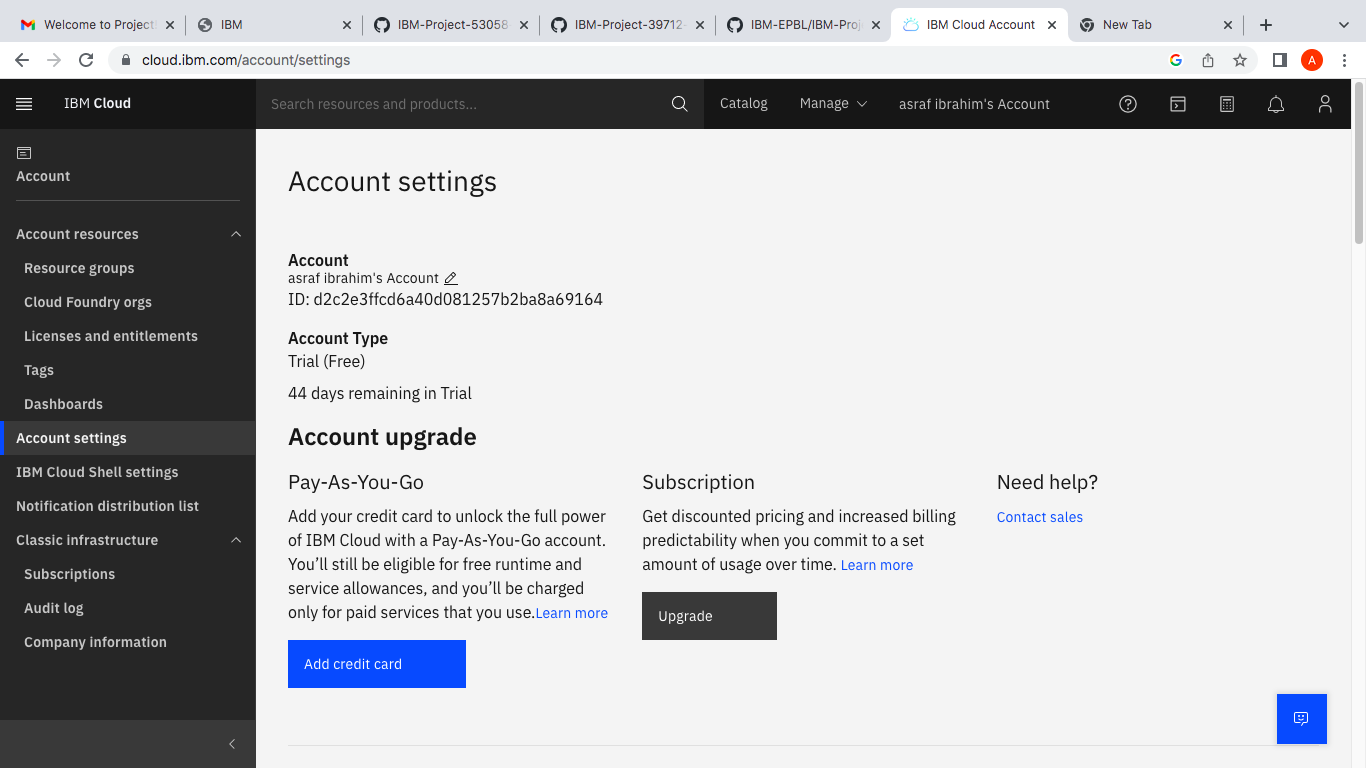 Welcome to Project
IBM
IBM-Project-53058
IBM-Project-39712-
IBM-EPBL/IBM-Proj
IBM Cloud Account
New Tab
cloud.ibm.com/account/settings
A
IBM Cloud
Search resources and products...
Catalog
Manage
asraf ibrahim's Account
Account
Account resources
Resource groups
Cloud Foundry orgs
Licenses and entitlements
Tags
Dashboards
Account settings
IBM Cloud Shell settings
Notification distribution list
Classic infrastructure
Subscriptions
Audit log
Company information
Account settings
Account
asraf ibrahim's Account
ID: d2c2e3ffcd6a40d081257b2ba8a69164
Account Type
Trial (Free)
44 days remaining in Trial
Account upgrade
Pay-As-You-Go
Add your credit card to unlock the full power
of IBM Cloud with a Pay-As-You-Go account.
You’ll still be eligible for free runtime and
service allowances, and you’ll be charged
only for paid services that you use.Learn more
Add credit card
Subscription
Get discounted pricing and increased billing
predictability when you commit to a set
amount of usage over time. Learn more
Upgrade
Need help?
Contact sales